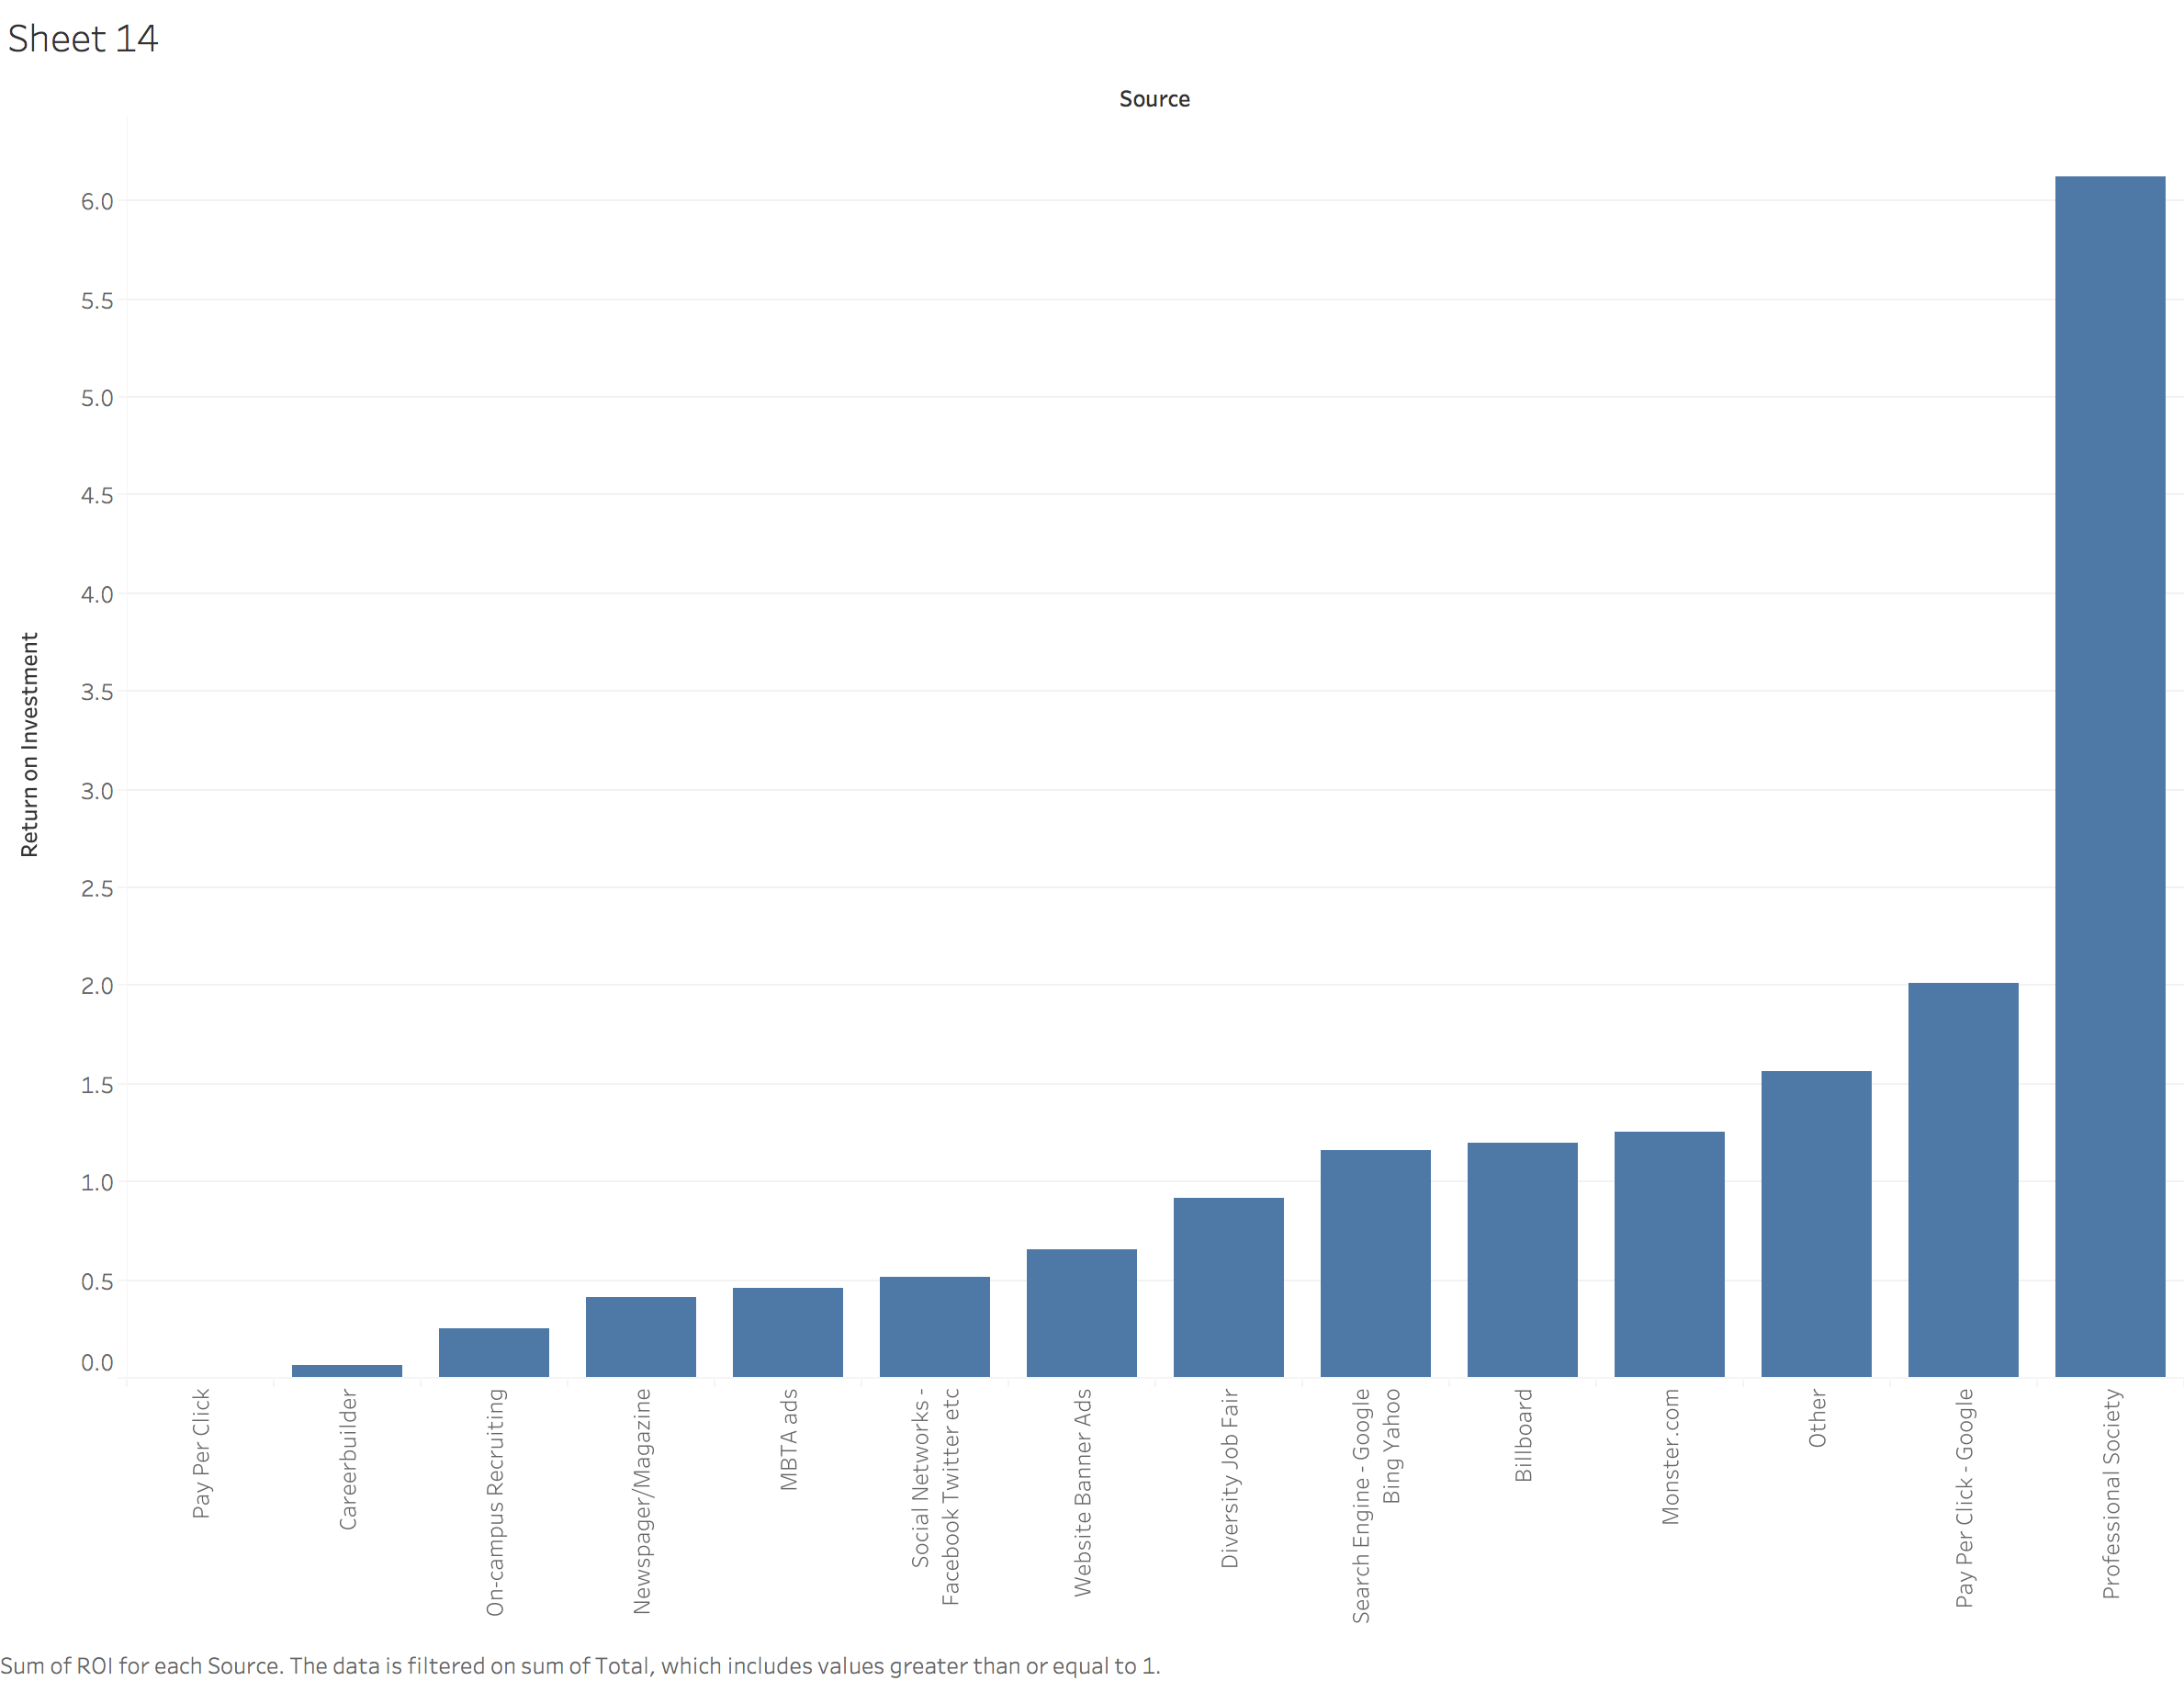 Sheet 14
Source
Return on Investment
6.0
5.5
5.0
4.5
4.0
3.5
3.0
2.5
2.0
1.5
1.0
0.5
0.0
Pay Per Click
Careerbuilder
On-campus Recruiting
Newspager/Magazine
MBTA ads
Social Networks -
Facebook Twitter etc
Website Banner Ads
Diversity Job Fair
Search Engine - Google
Bing Yahoo
Billboard
Monster.com
Other
Pay Per Click - Google
Professional Society
Sum of ROI for each Source. The data is filtered on sum of Total, which includes values greater than or equal to 1.